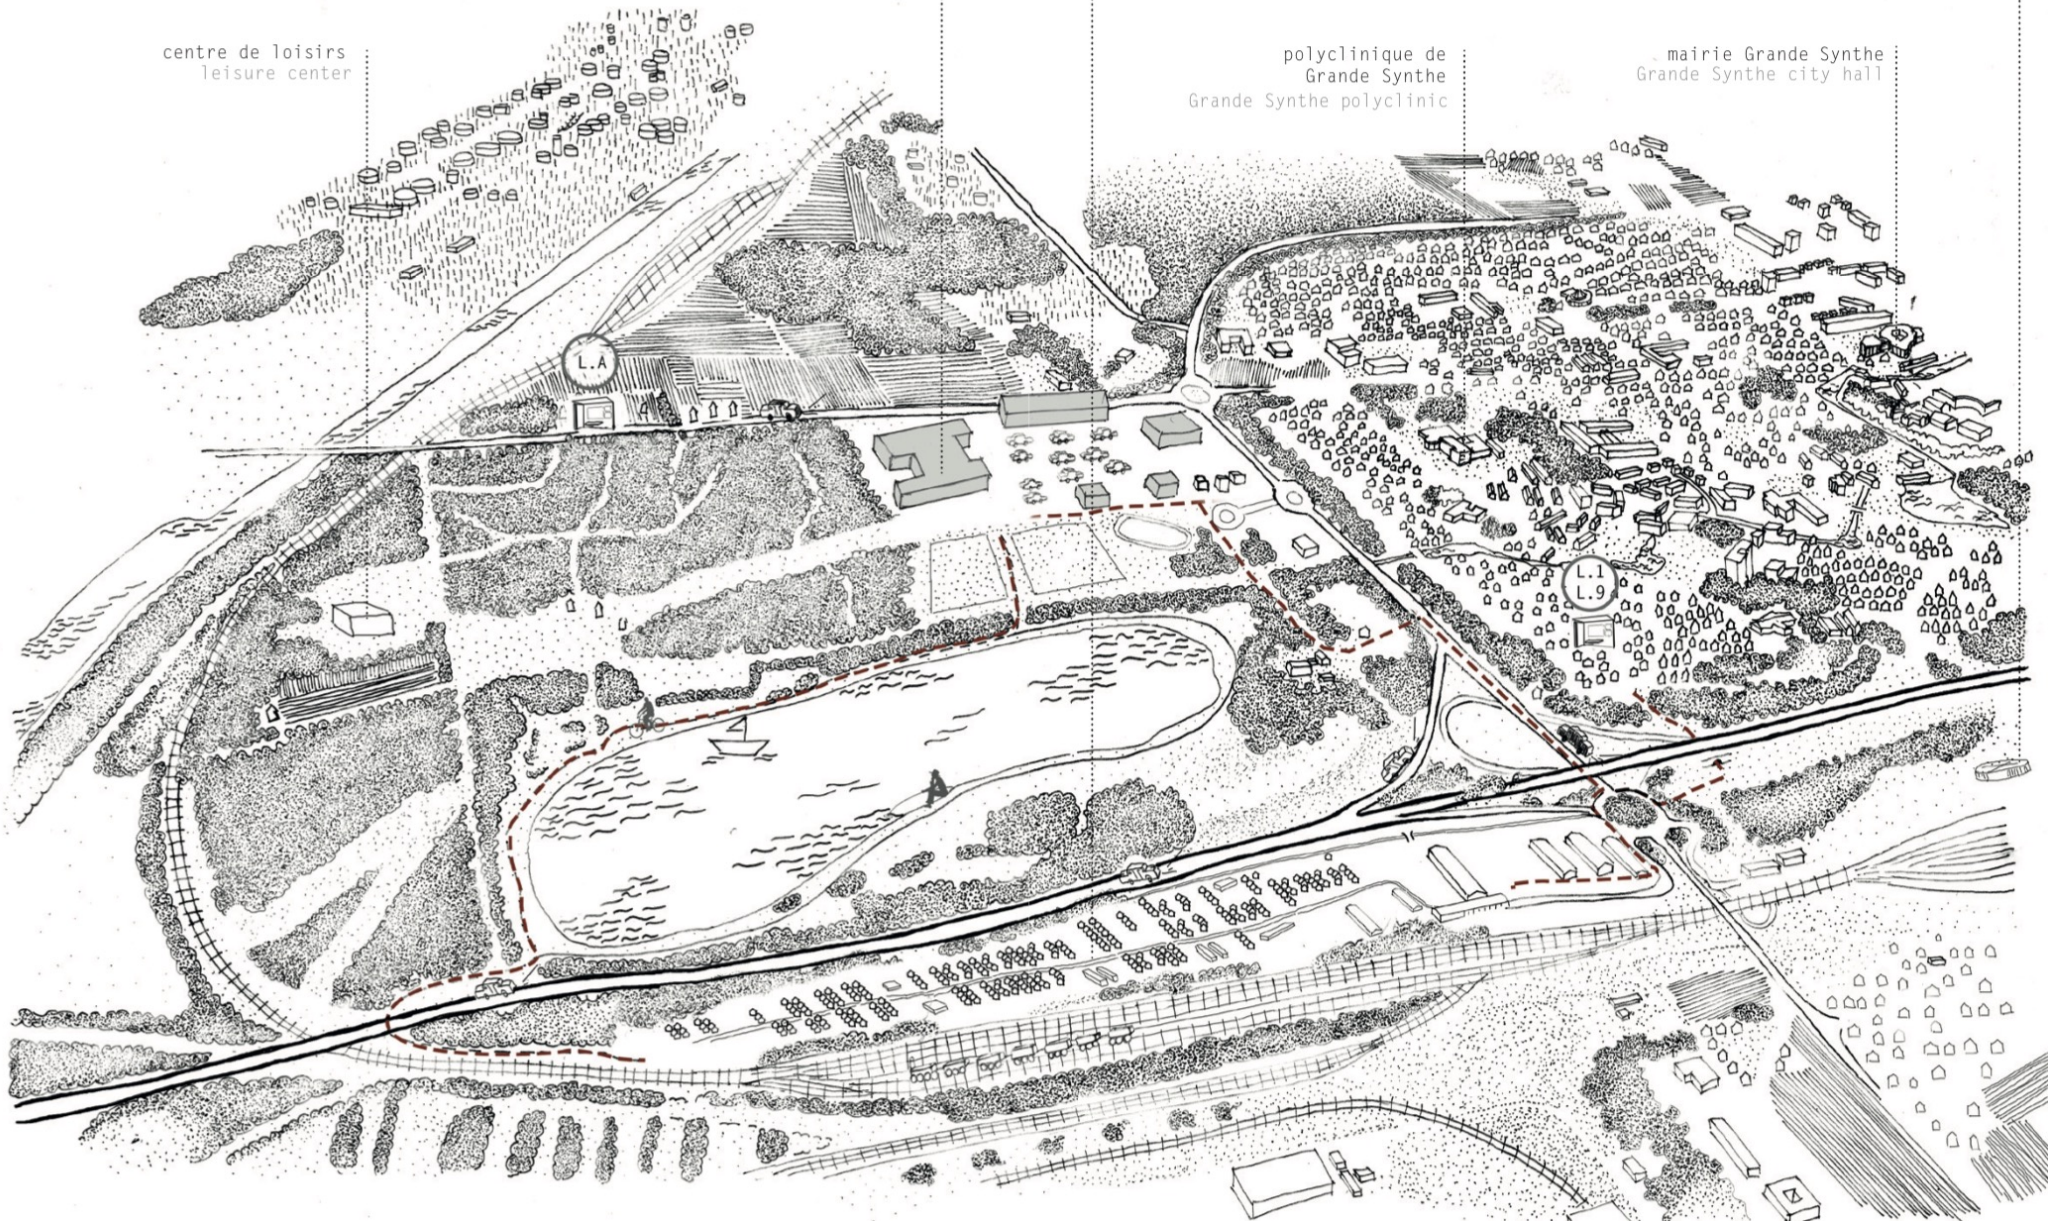 centre de loisirs
leisure center
polyclinique de
Grande Synthe
Grande Synthe polyclinic
mairie Grande Synthe
Grande Synthe city hall
L.A
L.1
L.9